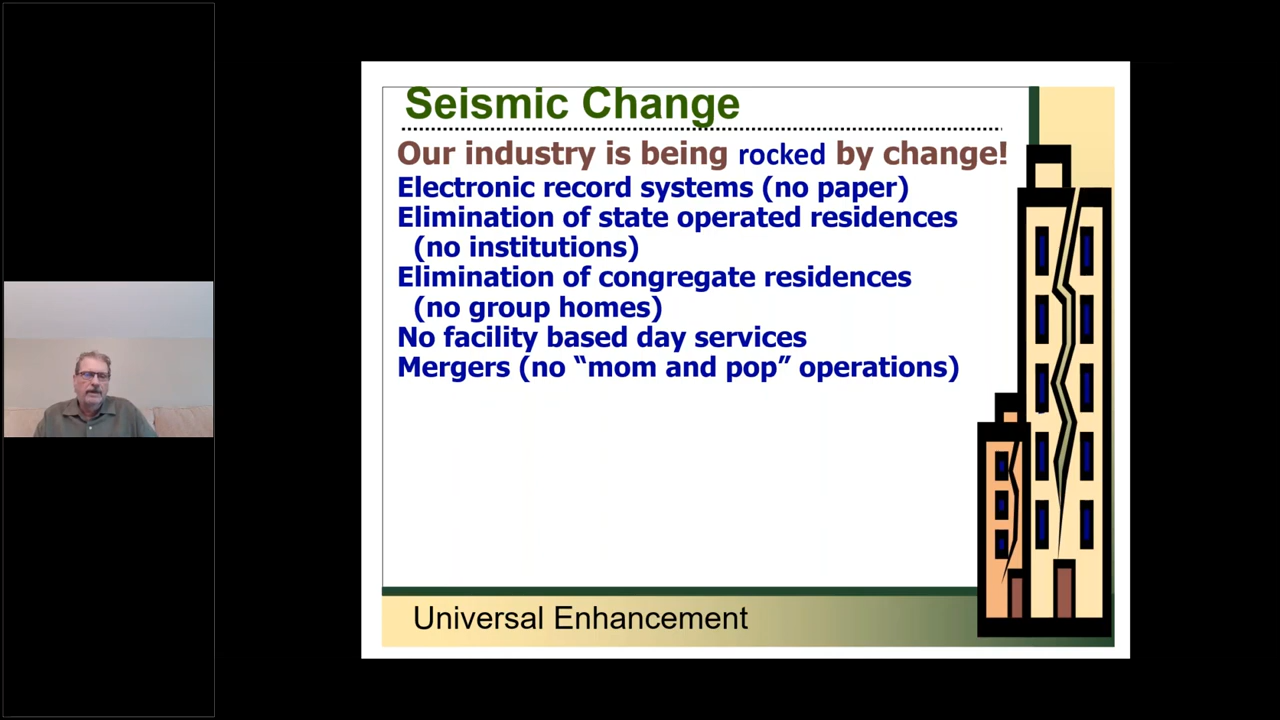 Seismic Change
Our industry is being rocked by change!
Electronic record systems (no paper)
Elimination of state operated residences
(no institutions)
Elimination of congregate residences
(no group homes)
No facility based day services
Mergers (no “mom and pop” operations)
Universal Enhancement